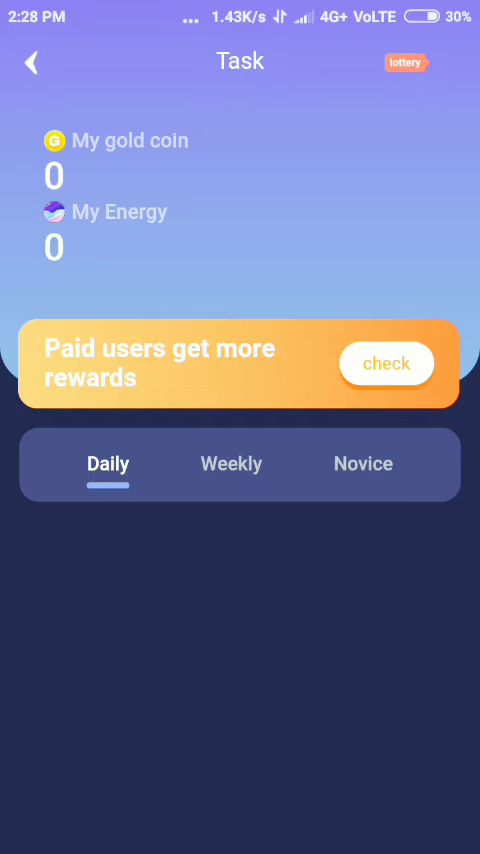 2:28 PM ... 1.43K/s 4G+ VoLTE 30%
Task
lottery
G My gold coin
0
My Energy
0
Paid users get more
rewards
check
Daily Weekly Novice